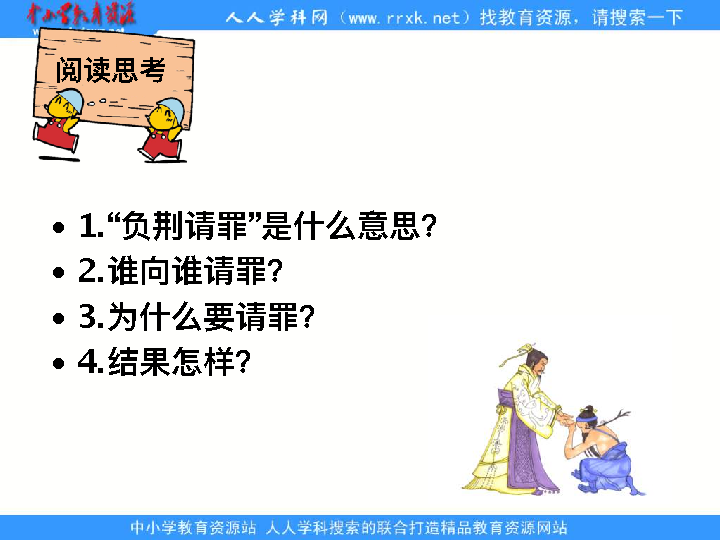 中小学教育资源
人人学科网（www.rrxk.net）找教育资源，请搜索一下
阅读思考
• 1.“负荆请罪”是什么意思？
• 2.谁向谁请罪？
• 3.为什么要请罪？
• 4.结果怎样？
中小学教育资源站 人人学科搜索的联合打造精品教育资源网站